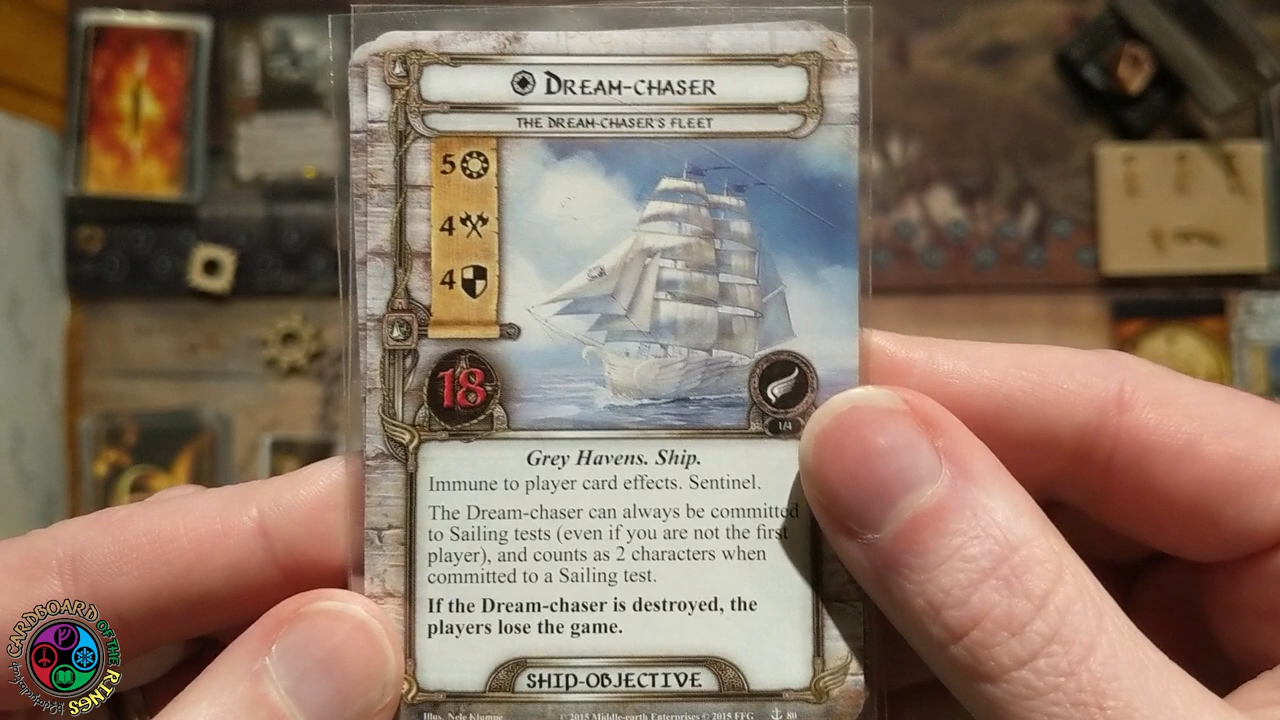 DREAM-CHASER
THE DREAM-CHASER'S FLEET
5
4
4
18
1/4
Grey Havens. Ship.
Immune to player card effects. Sentinel.
The Dream-chaser can always be committed
to Sailing tests (even if you are not the first
player), and counts as 2 characters when
committed to a Sailing test.
If the Dream-chaser is destroyed, the
players lose the game.
SHIP-OBJECTIVE
Illus. Nele Klumpe
© 2015 Middle-earth Enterprises © 2015 FFG
80
CARDBOARD OF THE RINGS